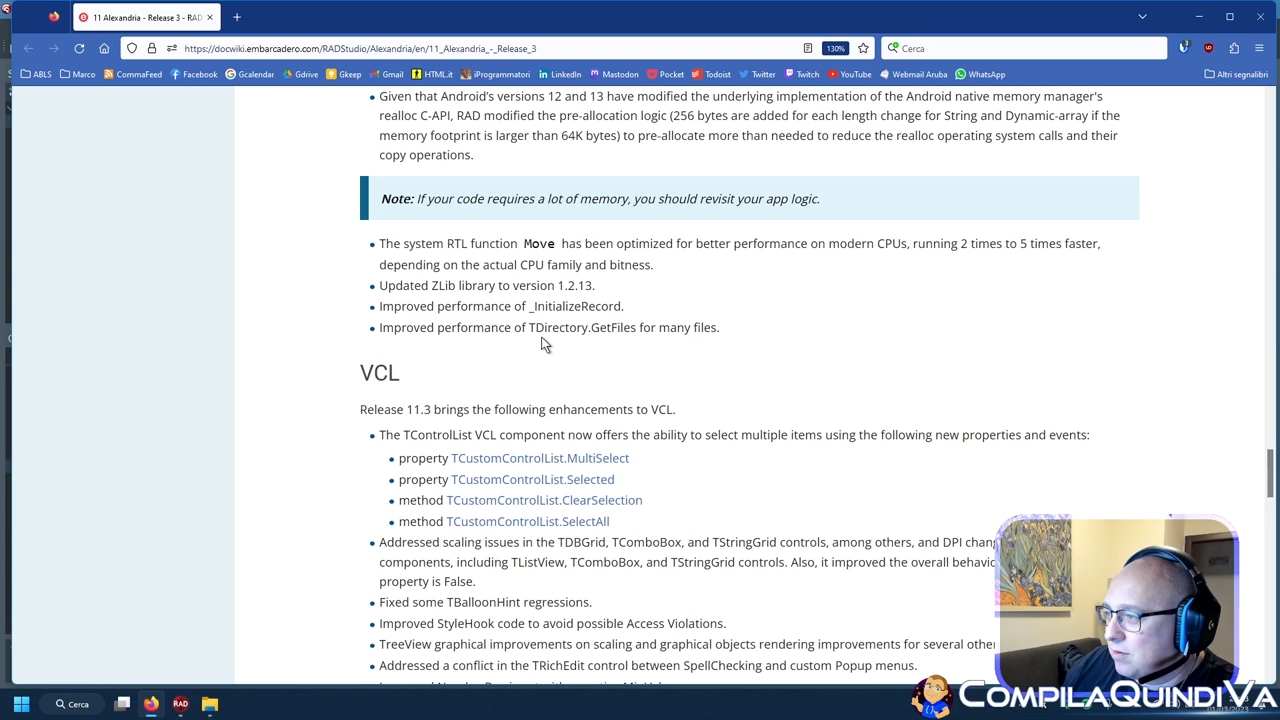 11 Alexandria - Release 3 - RAD
https://docwiki.embarcadero.com/RADStudio/Alexandria/en/11_Alexandria_-_Release_3
130%
Cerca
ABLS Marco CommaFeed Facebook Gcalendar Gdrive Gkeep Gmail HTML.it iProgrammatori LinkedIn Mastodon Pocket Todoist Twitter Twitch YouTube Webmail Aruba WhatsApp Altri segnalibri
Given that Android's versions 12 and 13 have modified the underlying implementation of the Android native memory manager's
realloc C-API, RAD modified the pre-allocation logic (256 bytes are added for each length change for String and Dynamic-array if the
memory footprint is larger than 64K bytes) to pre-allocate more than needed to reduce the realloc operating system calls and their
copy operations.
Note: If your code requires a lot of memory, you should revisit your app logic.
The system RTL function Move has been optimized for better performance on modern CPUs, running 2 times to 5 times faster,
depending on the actual CPU family and bitness.
Updated ZLib library to version 1.2.13.
Improved performance of _InitializeRecord.
Improved performance of TDirectory.GetFiles for many files.
VCL
Release 11.3 brings the following enhancements to VCL.
The TControlList VCL component now offers the ability to select multiple items using the following new properties and events:
property TCustomControlList.MultiSelect
property TCustomControlList.Selected
method TCustomControlList.ClearSelection
method TCustomControlList.SelectAll
Addressed scaling issues in the TDBGrid, TComboBox, and TStringGrid controls, among others, and DPI
components, including TListView, TComboBox, and TStringGrid controls. Also, it improved the overall
property is False.
Fixed some TBalloonHint regressions.
Improved StyleHook code to avoid possible Access Violations.
TreeView graphical improvements on scaling and graphical objects rendering improvements for several
Addressed a conflict in the TRichEdit control between SpellChecking and custom Popup menus.
Cerca
RAD
COMPILAQUINDIVA